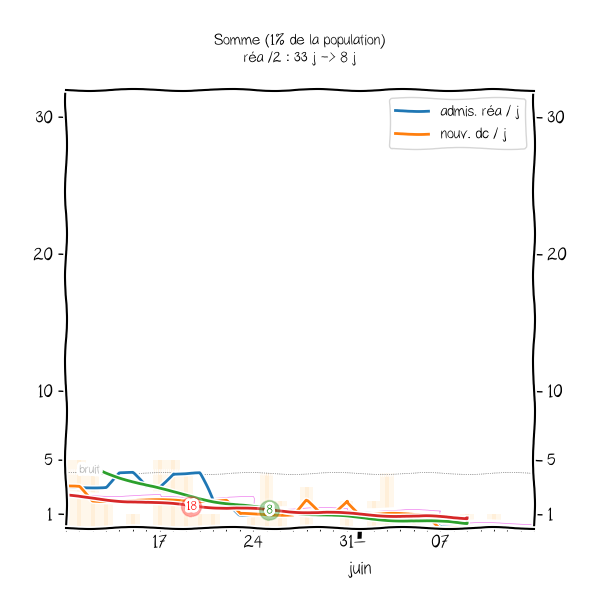 Somme (1% de la population)
réa /2 : 33 j -> 8 j
admis. réa / j
nouv. dc / j
30
30
20
20
10
10
5
5
bruit
18
8
1
1
17
24
31
07
juin